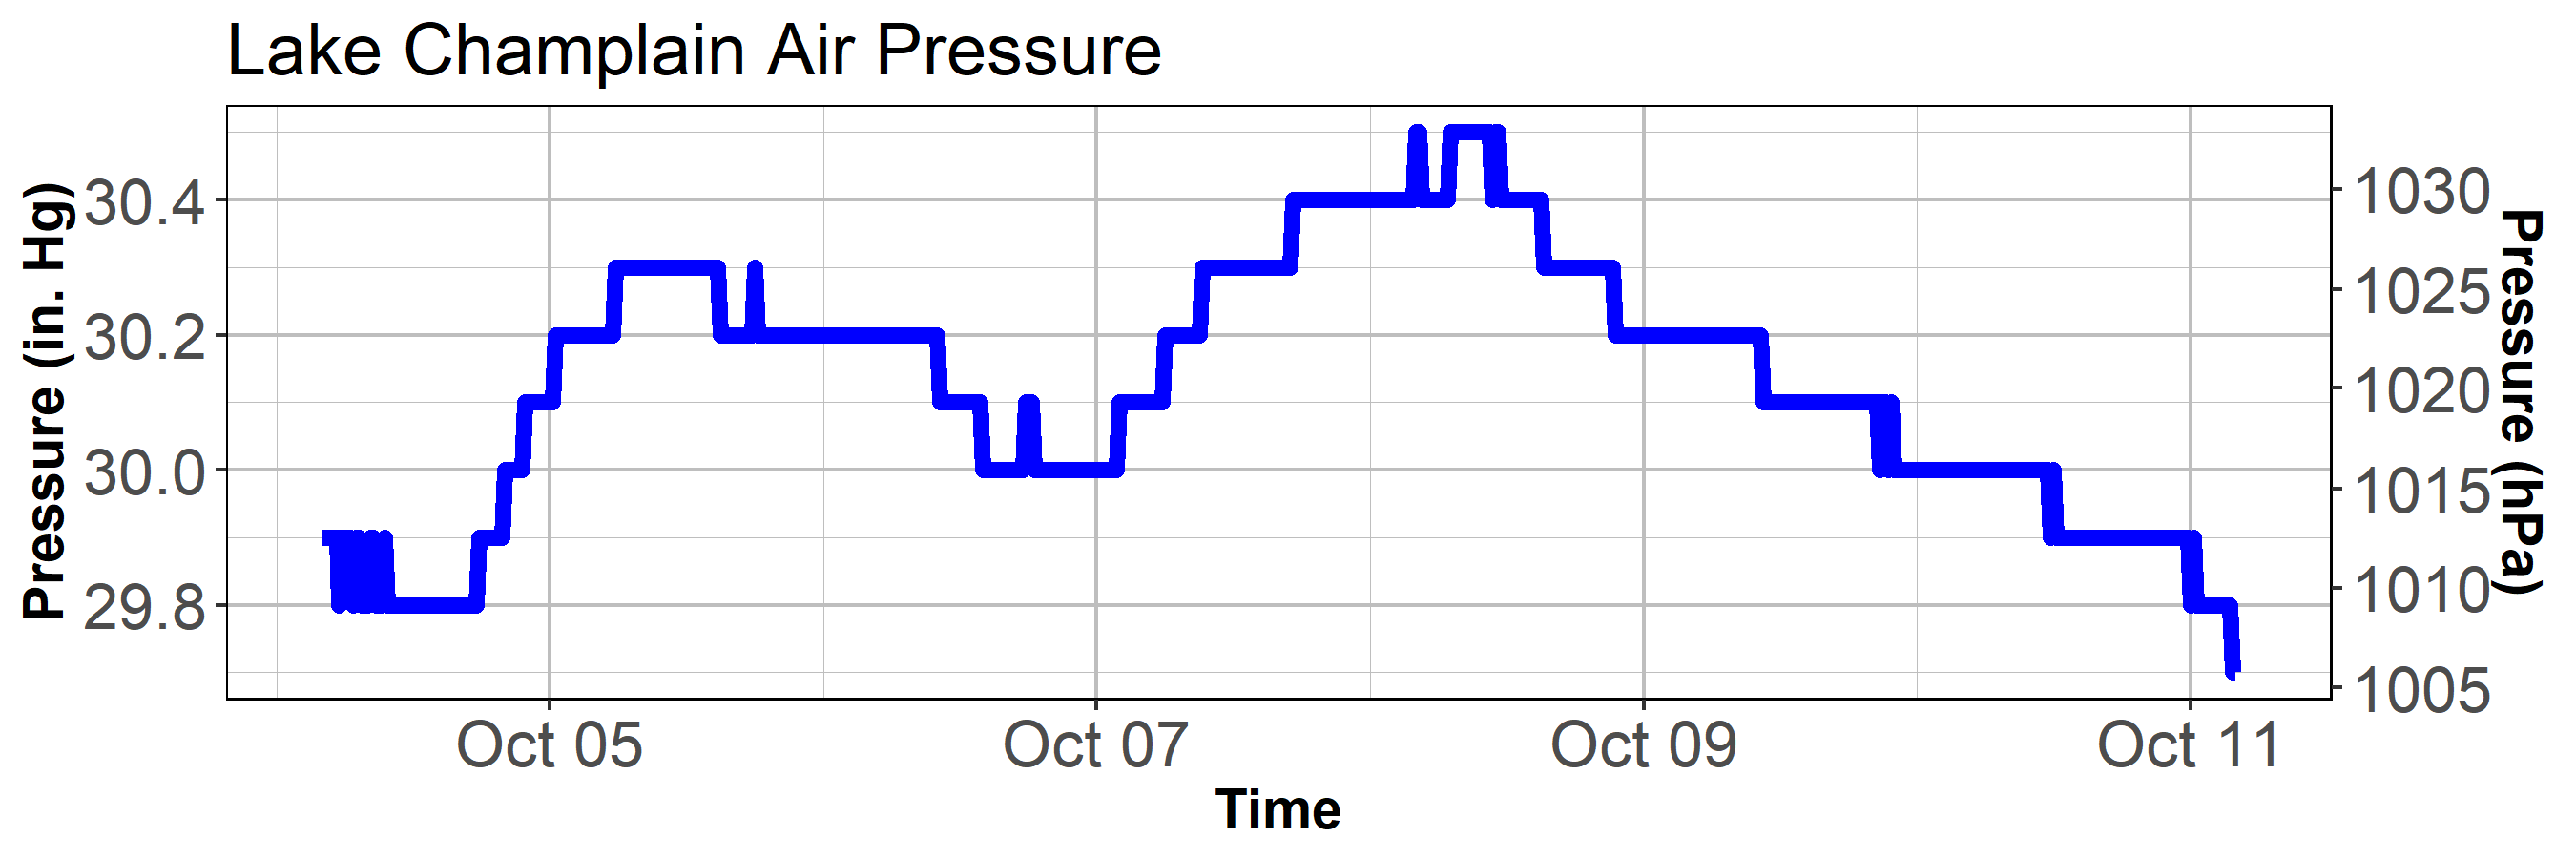 Lake Champlain Air Pressure
Pressure (in. Hg)
30.4
30.2
30.0
29.8
1030
1025
1020
1015
1010
1005
Pressure (hPa)
Oct 05 Oct 07 Oct 09 Oct 11
Time